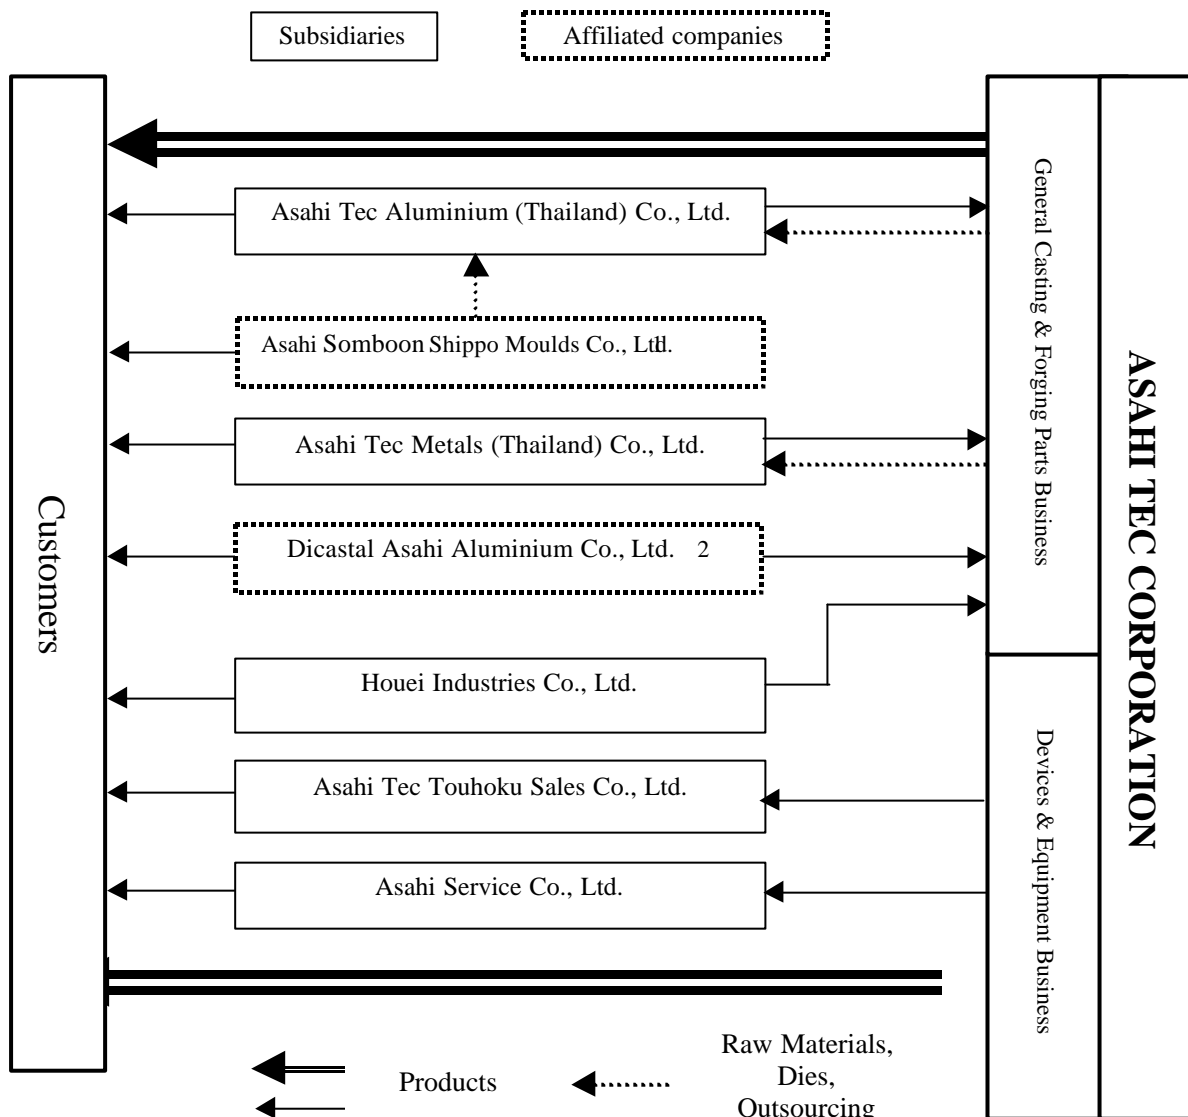 Subsidiaries
Affiliated companies
Asahi Tec Aluminium (Thailand) Co., Ltd.
Asahi Somboon Shippo Moulds Co., Ltd. 1
Asahi Tec Metals (Thailand) Co., Ltd.
Dicastal Asahi Aluminium Co., Ltd. 2
Houei Industries Co., Ltd.
Asahi Tec Touhoku Sales Co., Ltd.
Asahi Service Co., Ltd.
Customers
General Casting & Forging Parts Business
Devices & Equipment Business
ASAHI TEC CORPORATION
Products
Raw Materials,
Dies,
Outsourcing